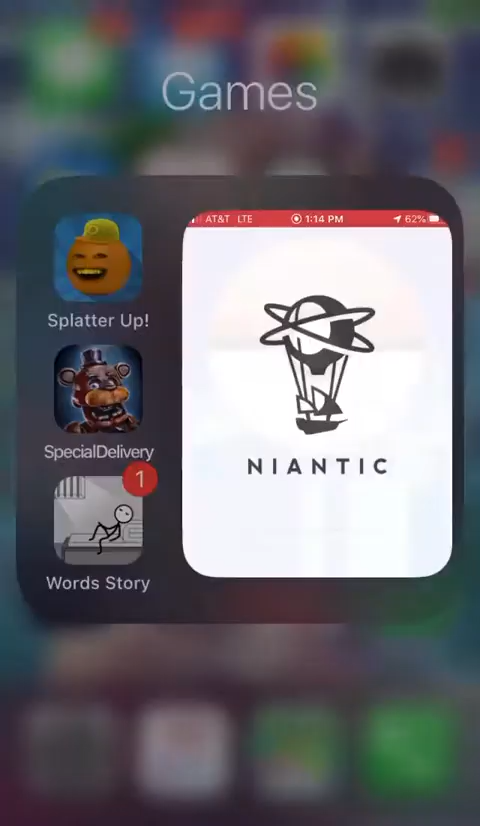 Games
AT&T LTE 1:14 PM 62%
Splatter Up!
NIANTIC
SpecialDelivery
1
Words Story